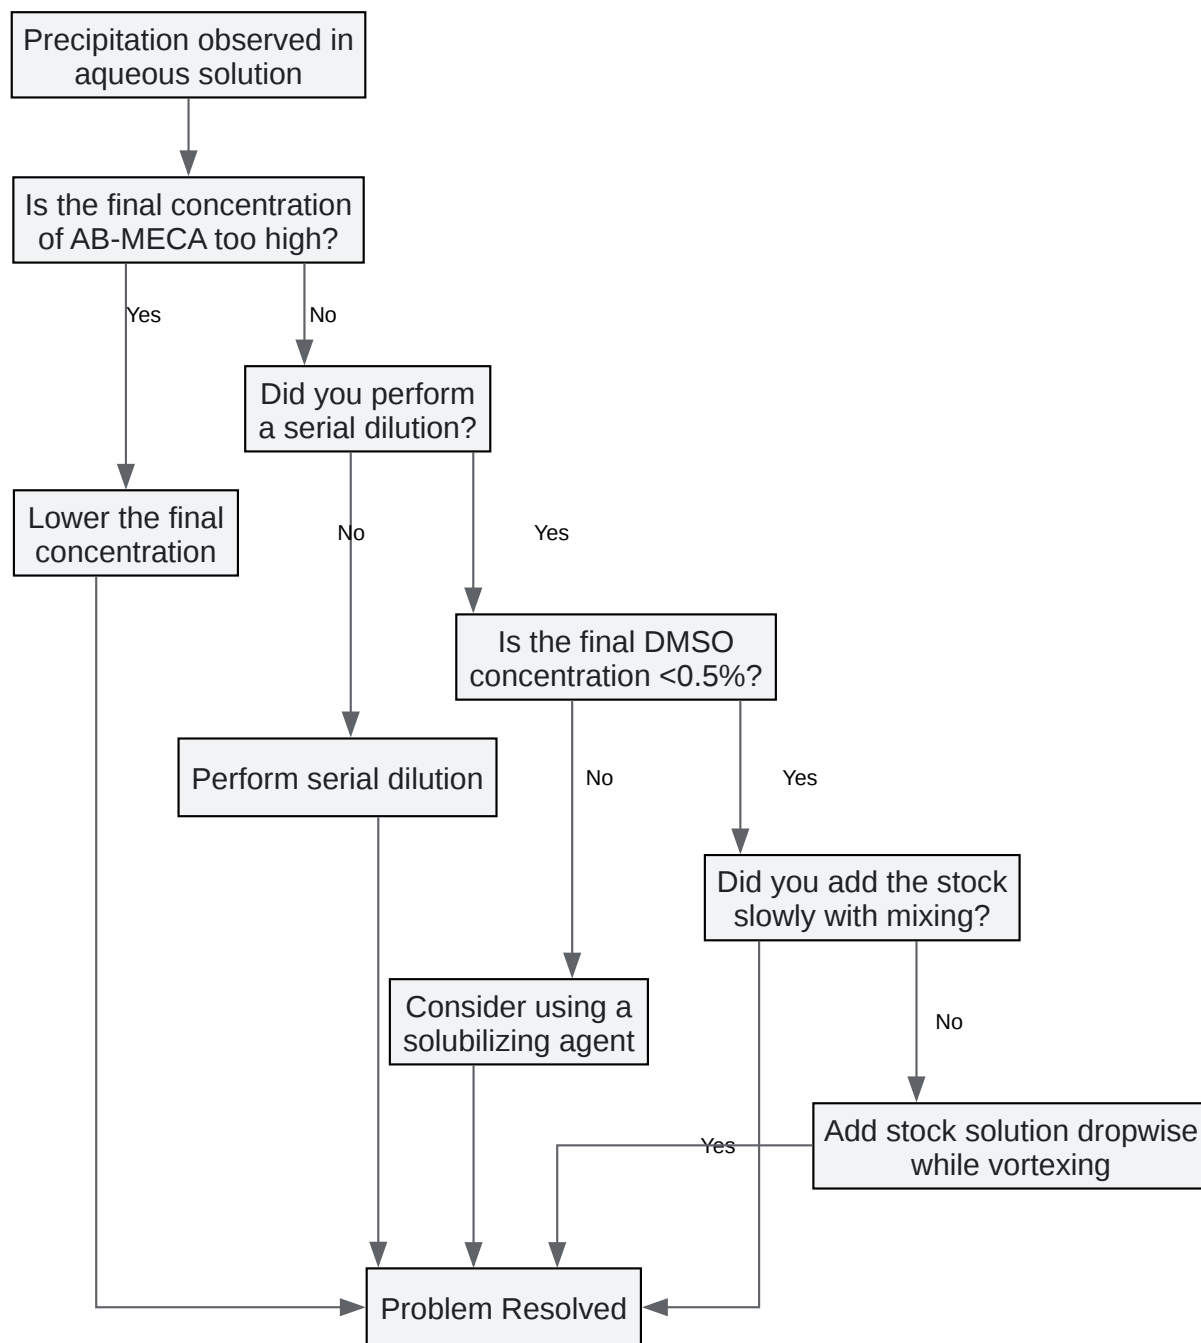 Precipitation observed in
aqueous solution
Is the final concentration
of AB-MECA too high?
Yes
No
Did you perform
a serial dilution?
Lower the final
concentration
No
Yes
Is the final DMSO
concentration <0.5%?
Perform serial dilution
No
Yes
Did you add the stock
slowly with mixing?
Consider using a
solubilizing agent
No
Add stock solution dropwise
while vortexing
Yes
Problem Resolved